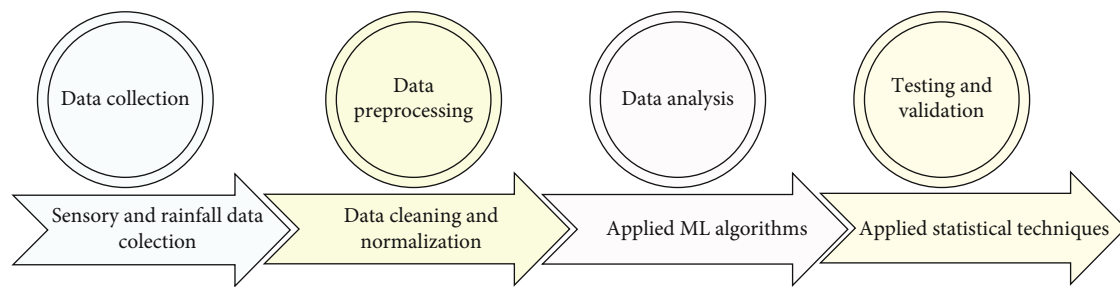 Data collection
Data
preprocessing
Data analysis
Testing and
validation
Sensory and rainfall data
colection
Data cleaning and
normalization
Applied ML algorithms
Applied statistical techniques